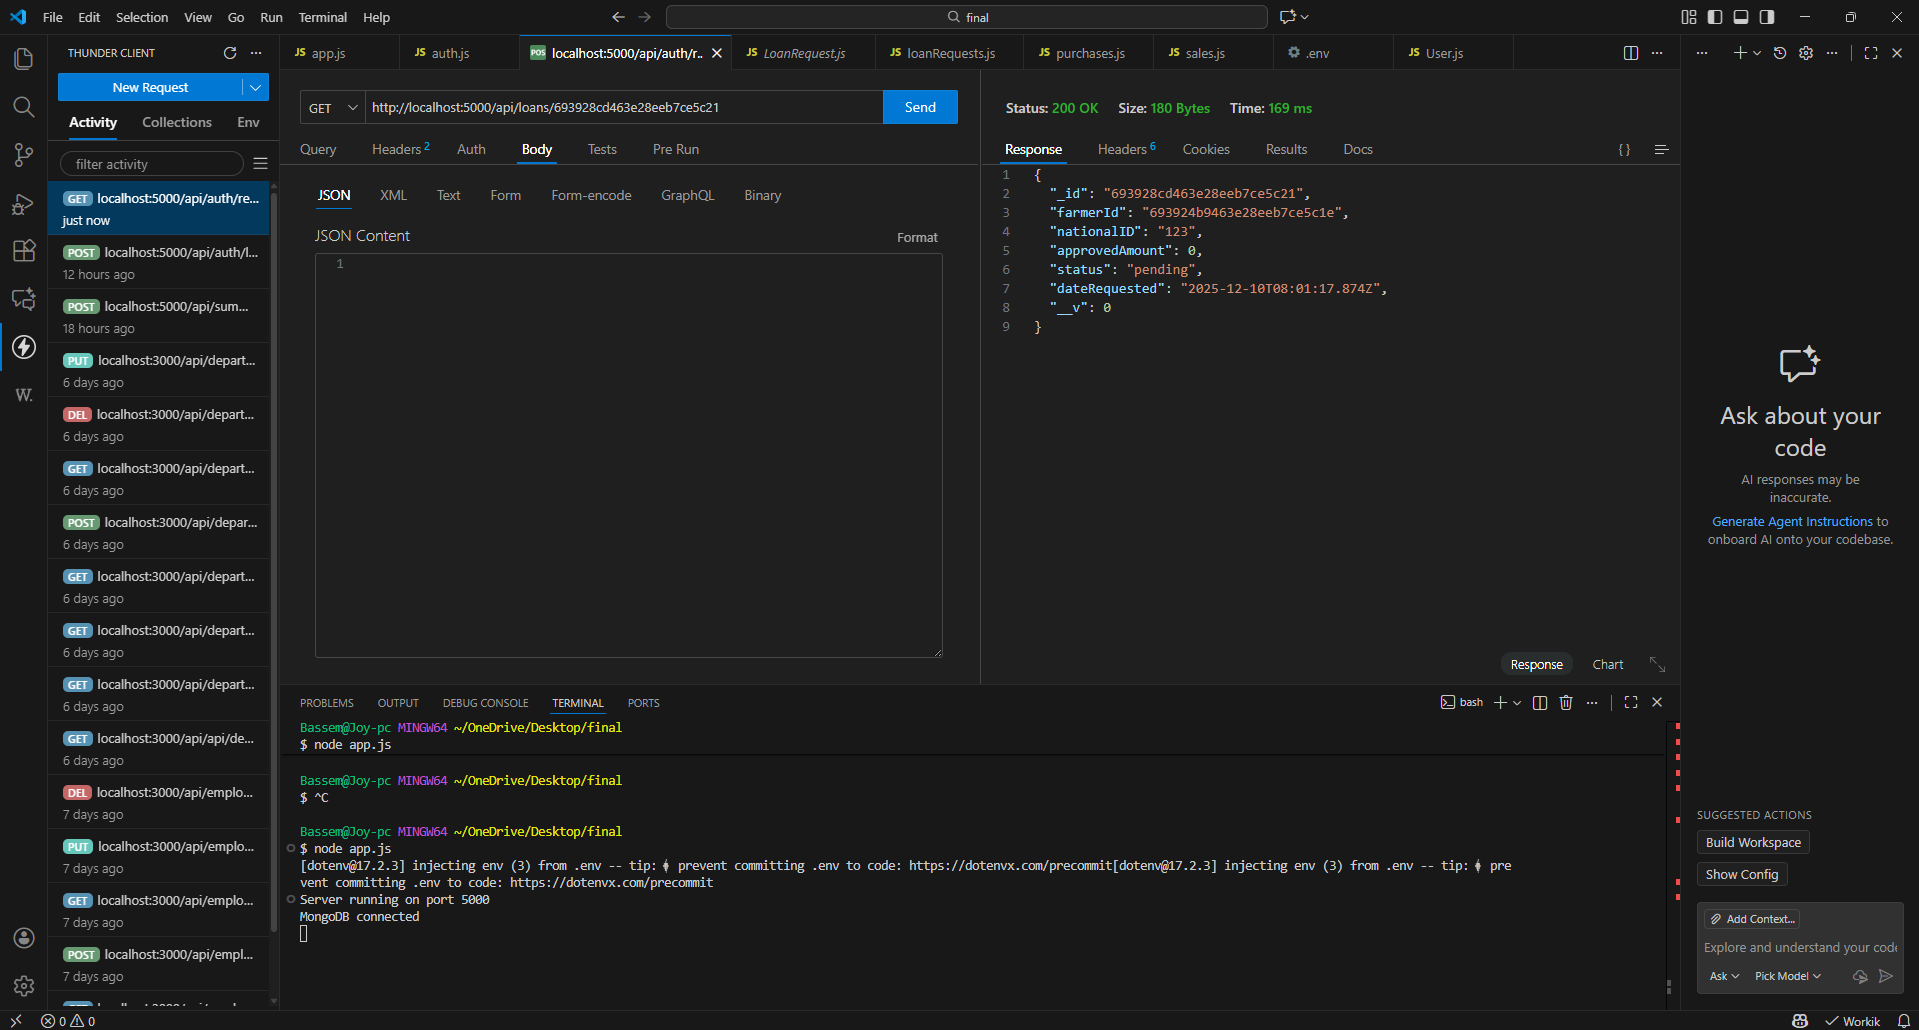 File Edit Selection View Go Run Terminal Help
final
THUNDER CLIENT
New Request
Activity Collections Env
filter activity
GET localhost:5000/api/auth/re...
just now
POST localhost:5000/api/auth/l...
12 hours ago
POST localhost:5000/api/sum...
18 hours ago
PUT localhost:3000/api/depart...
6 days ago
DEL localhost:3000/api/depart...
6 days ago
GET localhost:3000/api/depart...
6 days ago
POST localhost:3000/api/depar...
6 days ago
GET localhost:3000/api/depart...
6 days ago
GET localhost:3000/api/depart...
6 days ago
GET localhost:3000/api/depart...
6 days ago
GET localhost:3000/api/api/de...
6 days ago
DEL localhost:3000/api/emplo...
7 days ago
PUT localhost:3000/api/emplo...
7 days ago
GET localhost:3000/api/emplo...
7 days ago
POST localhost:3000/api/empl...
7 days ago
W.
JS app.js
JS auth.js
POS localhost:5000/api/auth/r..
JS LoanRequest.js
JS loanRequests.js
JS purchases.js
JS sales.js
.env
JS User.js
GET http://localhost:5000/api/loans/693928cd463e28eeb7ce5c21 Send
Query Headers 2 Auth Body Tests Pre Run
JSON XML Text Form Form-encode GraphQL Binary
JSON Content Format
1
Status: 200 OK Size: 180 Bytes Time: 169 ms
Response Headers 6 Cookies Results Docs {}
1 {
2 "_id": "693928cd463e28eeb7ce5c21",
3 "farmerId": "693924b9463e28eeb7ce5c1e",
4 "nationalID": "123",
5 "approvedAmount": 0,
6 "status": "pending",
7 "dateRequested": "2025-12-10T08:01:17.874Z",
8 "__v": 0
9 }
Response Chart
PROBLEMS OUTPUT DEBUG CONSOLE TERMINAL PORTS
bash
Bassem@Joy-pc MINGW64 ~/OneDrive/Desktop/final
$ node app.js
Bassem@Joy-pc MINGW64 ~/OneDrive/Desktop/final
$ ^C
Bassem@Joy-pc MINGW64 ~/OneDrive/Desktop/final
$ node app.js
[dotenv@17.2.3] injecting env (3) from .env -- tip: prevent committing .env to code: https://dotenvx.com/precommit[dotenv@17.2.3] injecting env (3) from .env -- tip: pre
vent committing .env to code: https://dotenvx.com/precommit
Server running on port 5000
MongoDB connected
Ask about your
code
AI responses may be
inaccurate.
Generate Agent Instructions to
onboard AI onto your codebase.
SUGGESTED ACTIONS
Build Workspace
Show Config
Add Context...
Explore and understand your code
Ask Pick Model
0 0
Workik